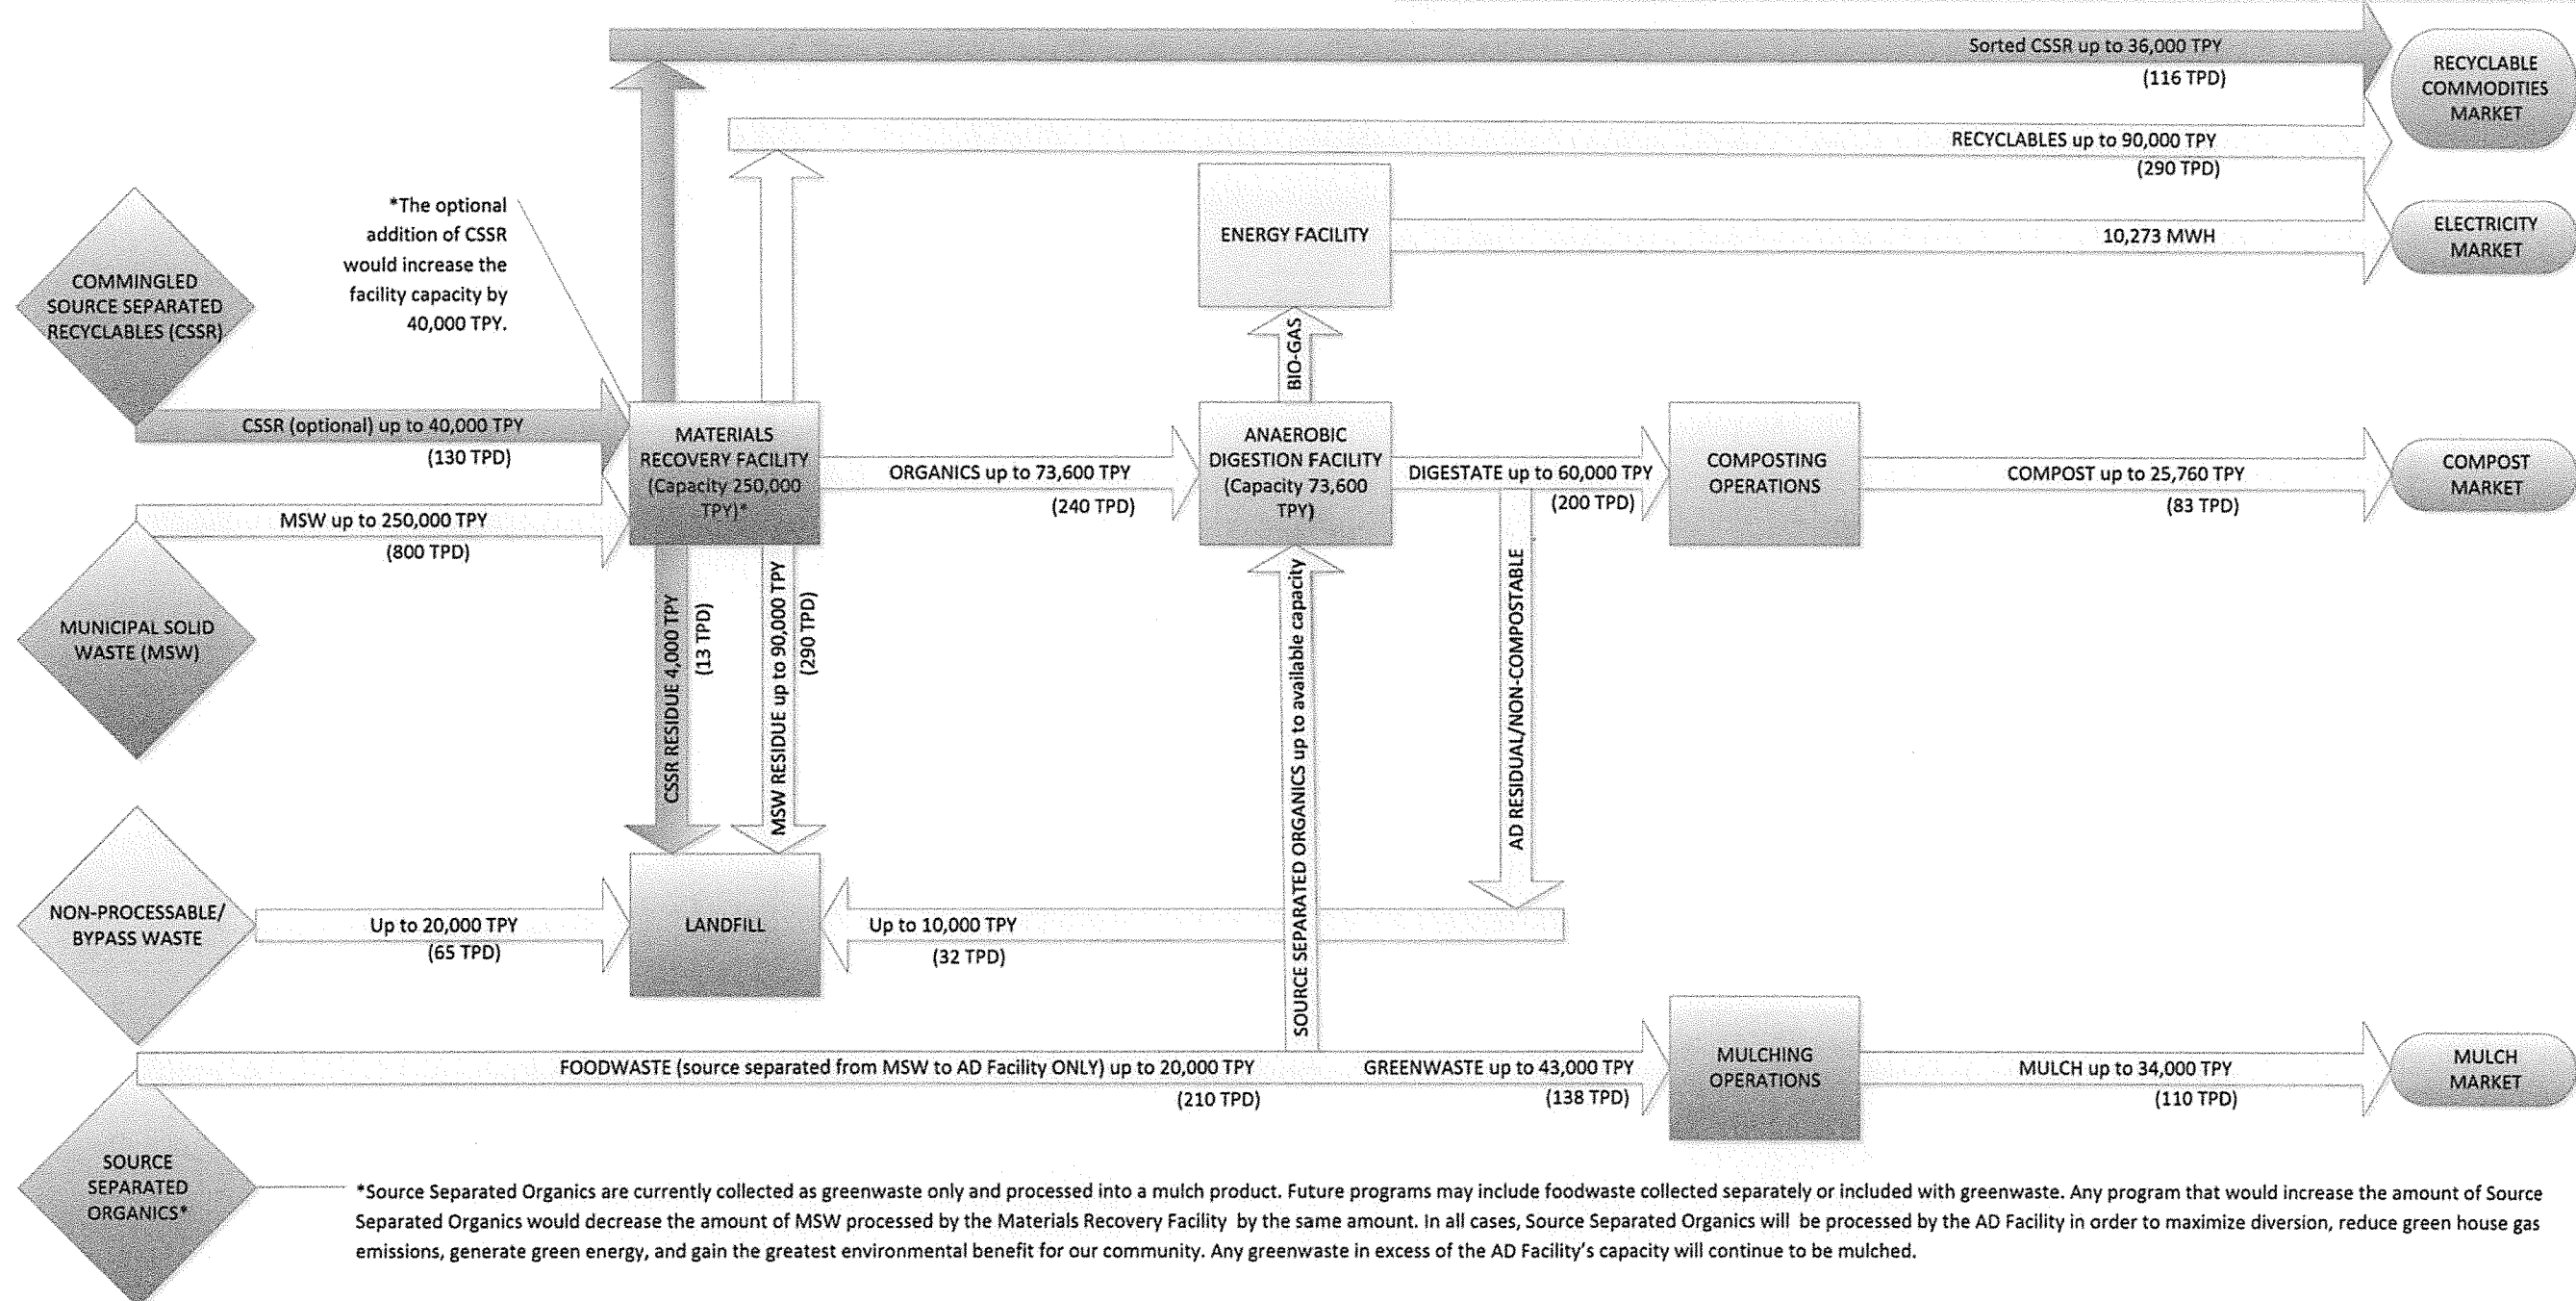 Sorted CSSR up to 36,000 TPY
(116 TPD)
RECYCLABLE
COMMODITIES
MARKET
RECYCLABLES up to 90,000 TPY
(290 TPD)
*The optional
addition of CSSR
would increase the
facility capacity by
40,000 TPY.
ENERGY FACILITY
10,273 MWH
ELECTRICITY
MARKET
COMMINGLED
SOURCE SEPARATED
RECYCLABLES (CSSR)
BIO-GAS
CSSR (optional) up to 40,000 TPY
(130 TPD)
MATERIALS
RECOVERY FACILITY
(Capacity 250,000
TPY)*
ORGANICS up to 73,600 TPY
(240 TPD)
ANAEROBIC
DIGESTION FACILITY
(Capacity 73,600
TPY)
DIGESTATE up to 60,000 TPY
(200 TPD)
COMPOSTING
OPERATIONS
COMPOST up to 25,760 TPY
(83 TPD)
COMPOST
MARKET
MSW up to 250,000 TPY
(800 TPD)
MUNICIPAL SOLID
WASTE (MSW)
CSSR RESIDUE 4,000 TPY
(13 TPD)
MSW RESIDUE up to 90,000 TPY
(290 TPD)
SOURCE SEPARATED ORGANICS up to available capacity
AD RESIDUAL/NON-COMPOSTABLE
NON-PROCESSABLE/
BYPASS WASTE
Up to 20,000 TPY
(65 TPD)
LANDFILL
Up to 10,000 TPY
(32 TPD)
FOODWASTE (source separated from MSW to AD Facility ONLY) up to 20,000 TPY
(210 TPD)
GREENWASTE up to 43,000 TPY
(138 TPD)
MULCHING
OPERATIONS
MULCH up to 34,000 TPY
(110 TPD)
MULCH
MARKET
SOURCE
SEPARATED
ORGANICS*
*Source Separated Organics are currently collected as greenwaste only and processed into a mulch product. Future programs may include foodwaste collected separately or included with greenwaste. Any program that would increase the amount of Source
Separated Organics would decrease the amount of MSW processed by the Materials Recovery Facility by the same amount. In all cases, Source Separated Organics will be processed by the AD Facility in order to maximize diversion, reduce green house gas
emissions, generate green energy, and gain the greatest environmental benefit for our community. Any greenwaste in excess of the AD Facility's capacity will continue to be mulched.